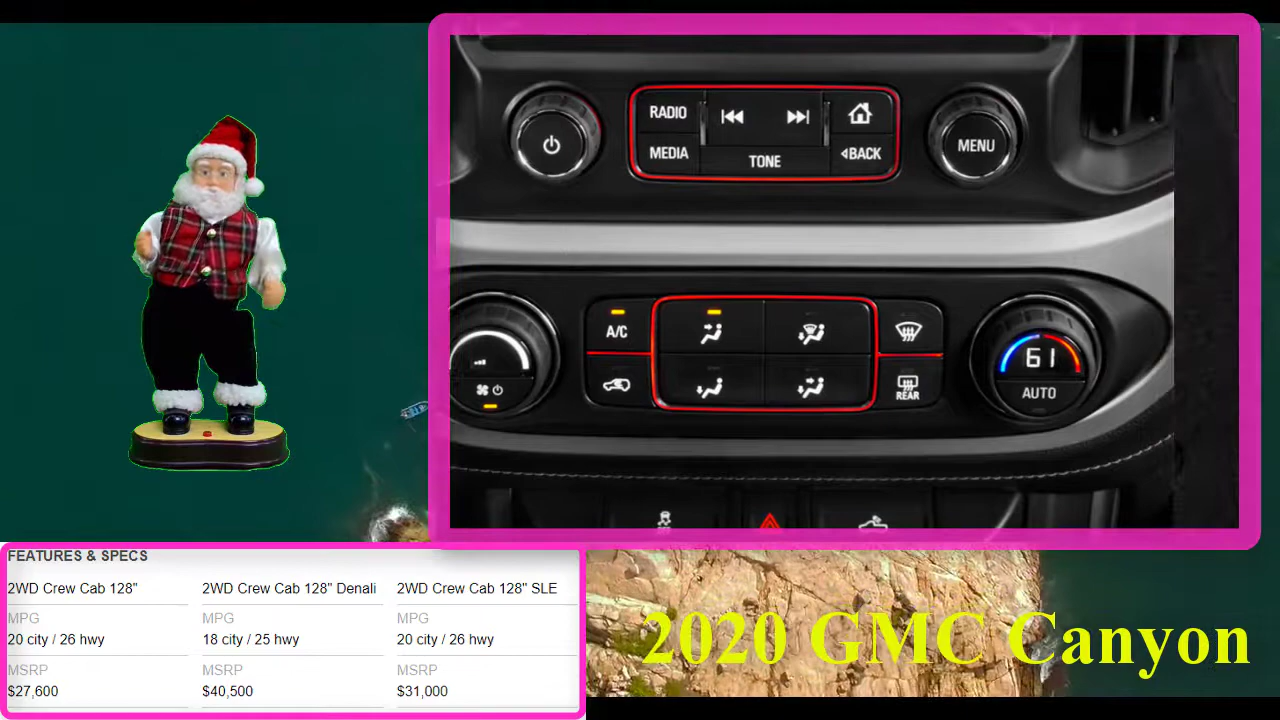 RADIO
MEDIA
TONE
BACK
MENU
A/C
REAR
61
AUTO
FEATURES & SPECS
2WD Crew Cab 128" 2WD Crew Cab 128" Denali 2WD Crew Cab 128" SLE
MPG MPG MPG
20 city / 26 hwy 18 city / 25 hwy 20 city / 26 hwy
MSRP MSRP MSRP
$27,600 $40,500 $31,000
2020 GMC Canyon